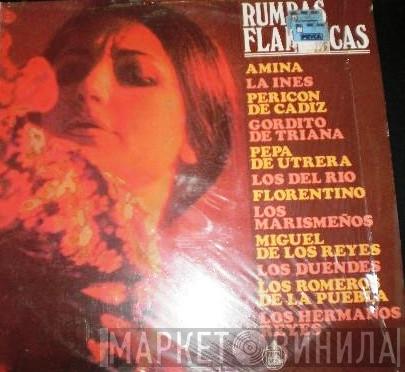 RUMBAS
FLAMENCAS
AMINA
LA INES
PERICON
DE CADIZ
GORDITO
DE TRIANA
PEPA
DE UTRERA
LOS DEL RIO
FLORENTINO
LOS
MARISMEÑOS
MIGUEL
DE LOS REYES
LOS DUENDES
LOS ROMEROS
DE LA PUEBLA
LOS HERMANOS
REYES
МАРКЕТ ВИНИЛА